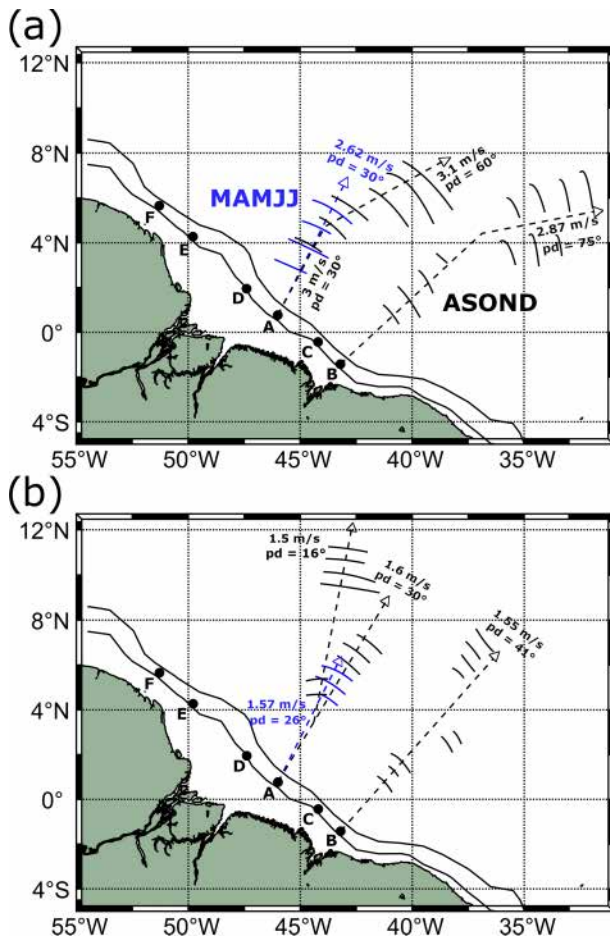 (a)
12°N
8°N
4°N
0°
4°S
2.62 m/s
pd = 30°
3.1 m/s
pd = 60°
MAMJJ
2.87 m/s
pd = 75°
3 m/s
pd = 30°
ASOND
F
E
D
A
C
B
55°W
50°W
45°W
40°W
35°W
(b)
12°N
8°N
4°N
0°
4°S
1.5 m/s
pd = 16°
1.6 m/s
pd = 30°
1.55 m/s
pd = 41°
1.57 m/s
pd = 26°
F
E
D
A
C
B
55°W
50°W
45°W
40°W
35°W